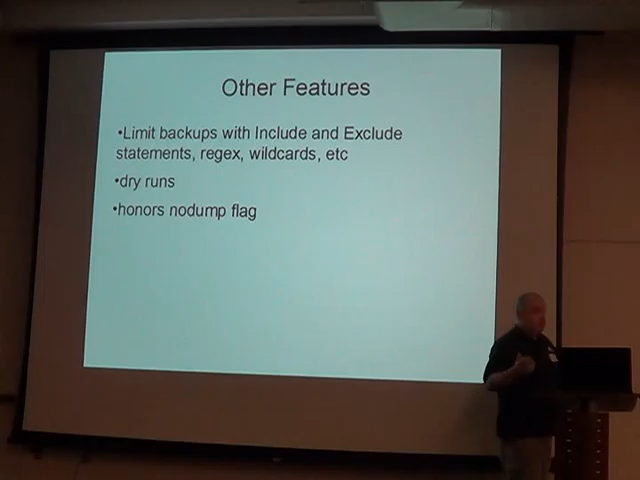 Other Features
•Limit backups with Include and Exclude
statements, regex, wildcards, etc
•dry runs
•honors nodump flag